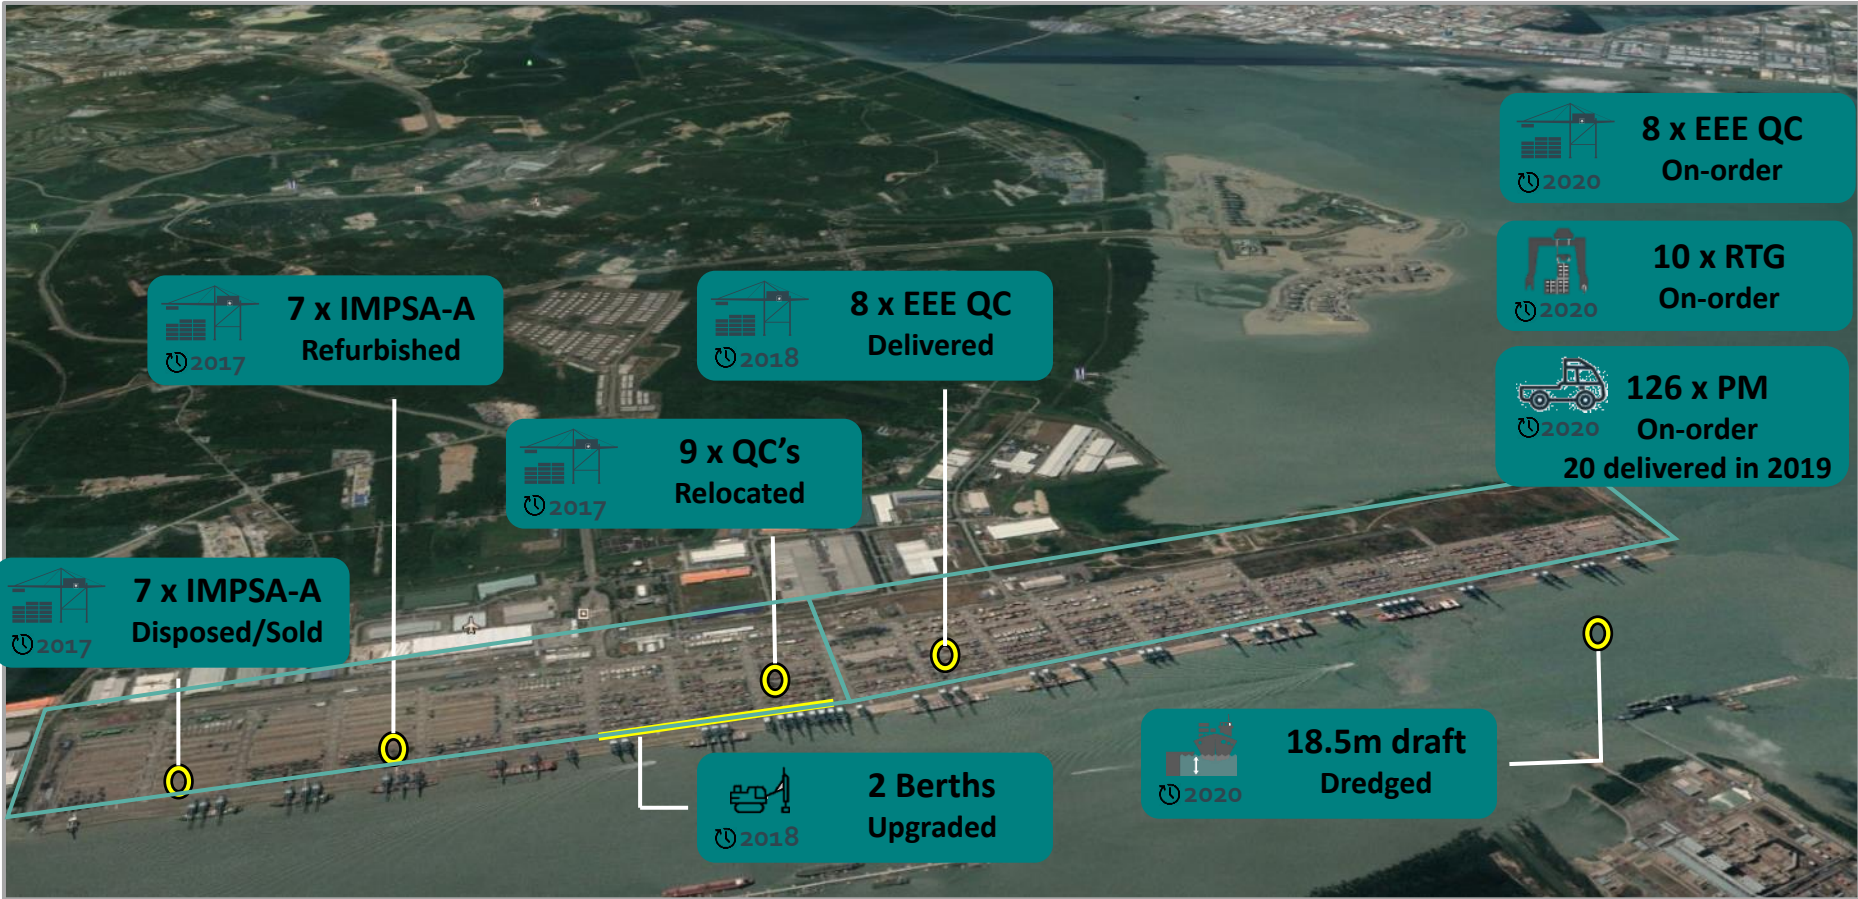 8 x EEE QC
On-order
2020
10 x RTG
On-order
2020
126 x PM
On-order
2020
20 delivered in 2019
7 x IMPSA-A
Refurbished
2017
8 x EEE QC
Delivered
2018
9 x QC's
Relocated
2017
7 x IMPSA-A
Disposed/Sold
2017
18.5m draft
Dredged
2020
2 Berths
Upgraded
2018